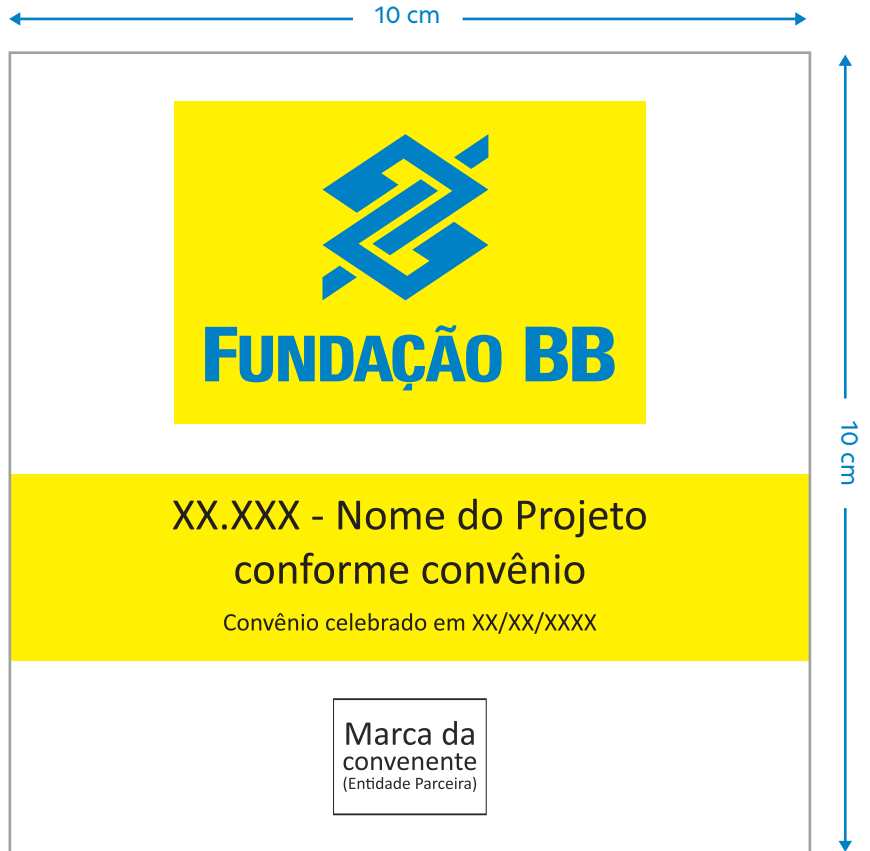 10 cm
FUNDAÇÃO BB
10 cm
XX.XXX - Nome do Projeto
conforme convênio
Convênio celebrado em XX/XX/XXXX
Marca da
convenente
(Entidade Parceira)